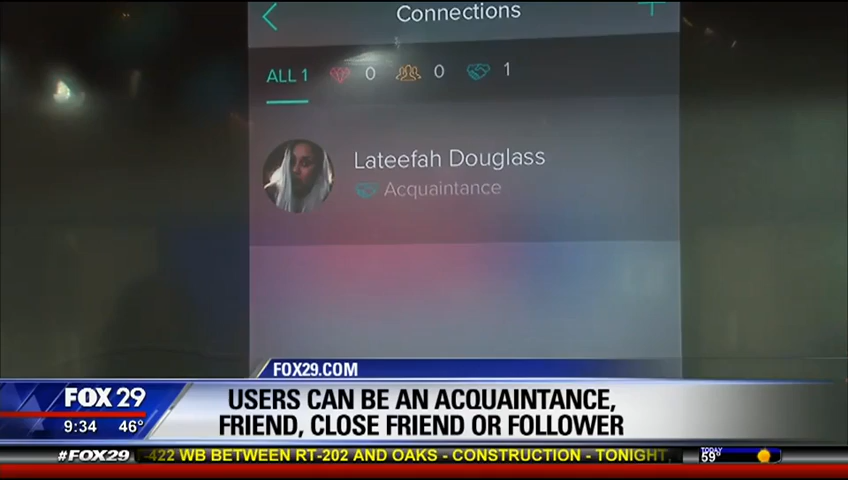 Connections
ALL 1 0 0 1
Lateefah Douglass
Acquaintance
FOX29.COM
FOX 29
9:34 46°
USERS CAN BE AN ACQUAINTANCE,
FRIEND, CLOSE FRIEND OR FOLLOWER
#FOX29 -422 WB BETWEEN RT-202 AND OAKS - CONSTRUCTION - TONIGHT
TODAY
59°